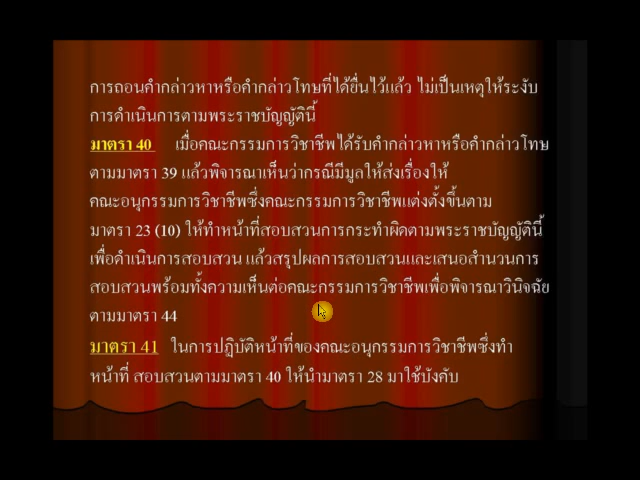 การถอนคำกล่าวหาหรือคำกล่าวโทษที่ได้ยื่นไว้แล้ว ไม่เป็นเหตุให้ระงับ
การดำเนินการตามพระราชบัญญัตินี้
มาตรา 40 เมื่อคณะกรรมการวิชาชีพได้รับคำกล่าวหาหรือคำกล่าวโทษ
ตามมาตรา 39 แล้วพิจารณาเห็นว่ากรณีมีมูลให้ส่งเรื่องให้
คณะอนุกรรมการวิชาชีพซึ่งคณะกรรมการวิชาชีพแต่งตั้งขึ้นตาม
มาตรา 23 (10) ให้ทำหน้าที่สอบสวนการกระทำผิดตามพระราชบัญญัตินี้
เพื่อดำเนินการสอบสวน แล้วสรุปผลการสอบสวนและเสนอสำนวนการ
สอบสวนพร้อมทั้งความเห็นต่อคณะกรรมการวิชาชีพเพื่อพิจารณาวินิจฉัย
ตามมาตรา 44
มาตรา 41 ในการปฏิบัติหน้าที่ของคณะอนุกรรมการวิชาชีพซึ่งทำ
หน้าที่ สอบสวนตามมาตรา 40 ให้นำมาตรา 28 มาใช้บังคับ